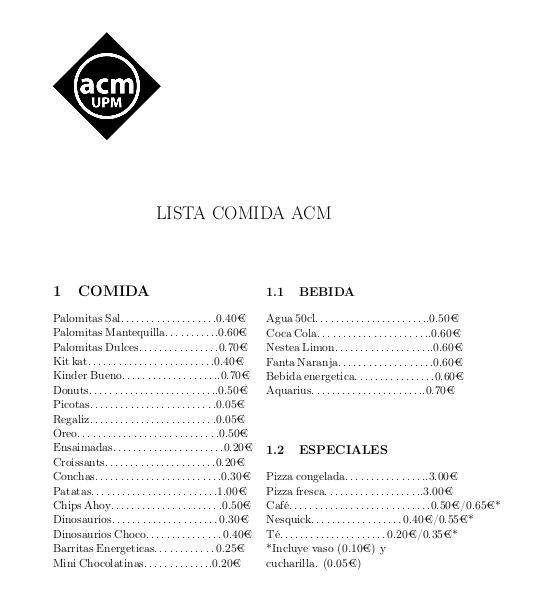 acm
UPM
LISTA COMIDA ACM
1 COMIDA
Palomitas Sal...................0.40€
Palomitas Mantequilla...........0.60€
Palomitas Dulces................0.70€
Kit kat.........................0.40€
Kinder Bueno....................0.70€
Donuts..........................0.50€
Picotas.........................0.05€
Regaliz.........................0.05€
Oreo............................0.50€
Ensaimadas......................0.20€
Croissants......................0.20€
Conchas.........................0.30€
Patatas.........................1.00€
Chips Ahoy......................0.50€
Dinosaurios.....................0.30€
Dinosaurios Choco...............0.40€
Barritas Energeticas............0.25€
Mini Chocolatinas...............0.20€
1.1 BEBIDA
Agua 50cl.......................0.50€
Coca Cola.......................0.60€
Nestea Limon....................0.60€
Fanta Naranja...................0.60€
Bebida energetica...............0.60€
Aquarius........................0.70€
1.2 ESPECIALES
Pizza congelada.................3.00€
Pizza fresca....................3.00€
Café............................0.50€/0.65€*
Nesquick..................0.40€/0.55€*
Té.....................0.20€/0.35€*
*Incluye vaso (0.10€) y
cucharilla. (0.05€)